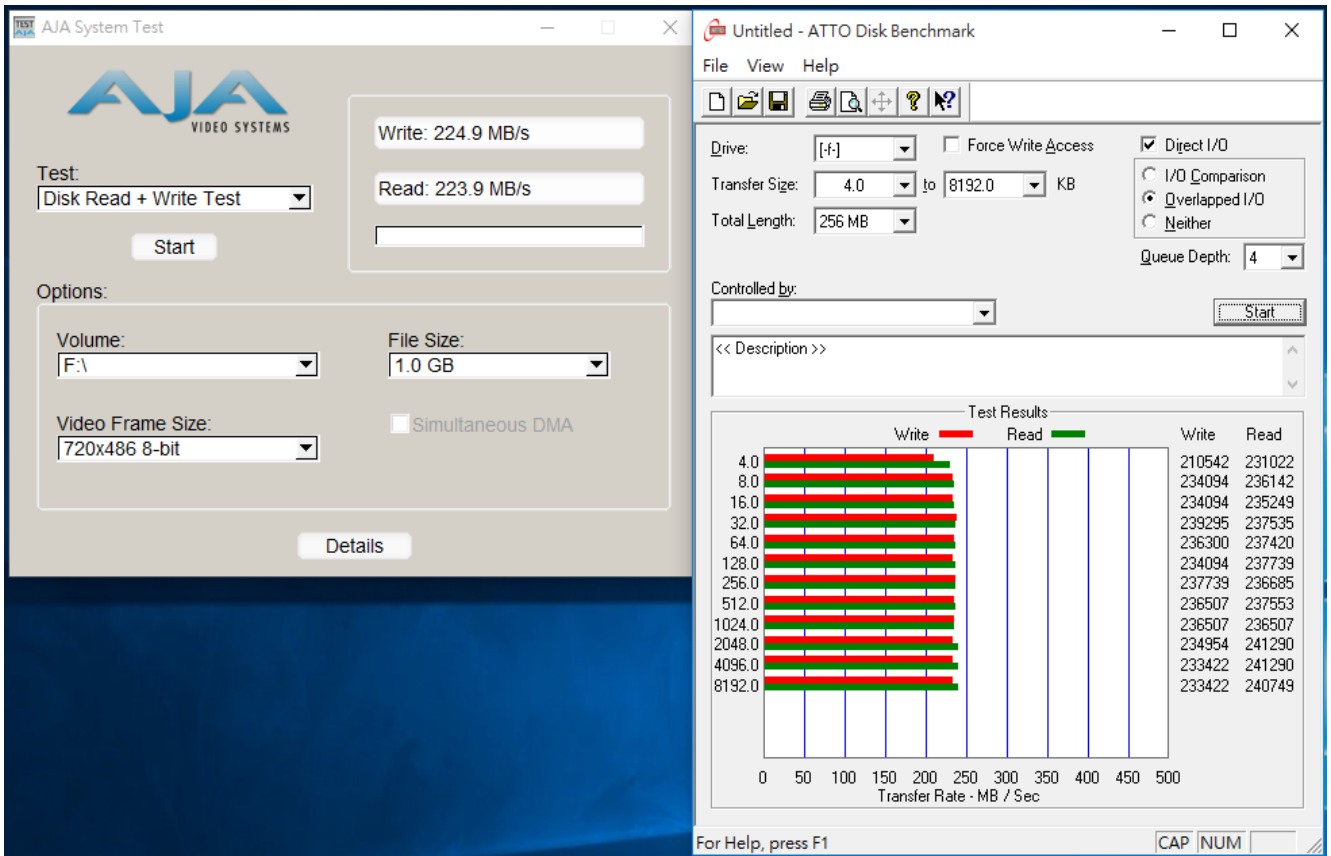 AJA System Test
AJA
VIDEO SYSTEMS
Write: 224.9 MB/s
Read: 223.9 MB/s
Test:
Disk Read + Write Test
Start
Options:
Volume:
F:\
File Size:
1.0 GB
Video Frame Size:
720x486 8-bit
Simultaneous DMA
Details
Untitled - ATTO Disk Benchmark
File View Help
Drive: [-f-] Force Write Access Direct I/O
Transfer Size: 4.0 to 8192.0 KB
I/O Comparison
Overlapped I/O
Neither
Total Length: 256 MB
Queue Depth: 4
Controlled by:
Start
<< Description >>
Test Results
Write Read Write Read
4.0 210542 231022
8.0 234094 236142
16.0 234094 235249
32.0 239295 237535
64.0 236300 237420
128.0 234094 237739
256.0 237739 236685
512.0 236507 237553
1024.0 236507 236507
2048.0 234954 241290
4096.0 233422 241290
8192.0 233422 240749
0 50 100 150 200 250 300 350 400 450 500
Transfer Rate - MB / Sec
For Help, press F1
CAP NUM